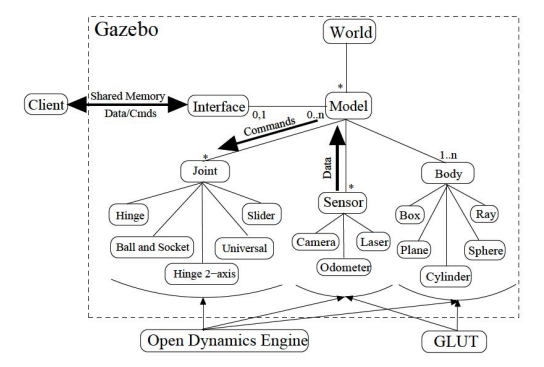 Gazebo
World
*
Client
Shared Memory
Data/Cmds
Interface
0,1
0..n
Model
Commands
Data
*
Joint
*
Sensor
1..n
Body
Hinge
Slider
Ball and Socket
Universal
Hinge 2-axis
Camera
Laser
Odometer
Box
Ray
Plane
Sphere
Cylinder
Open Dynamics Engine
GLUT